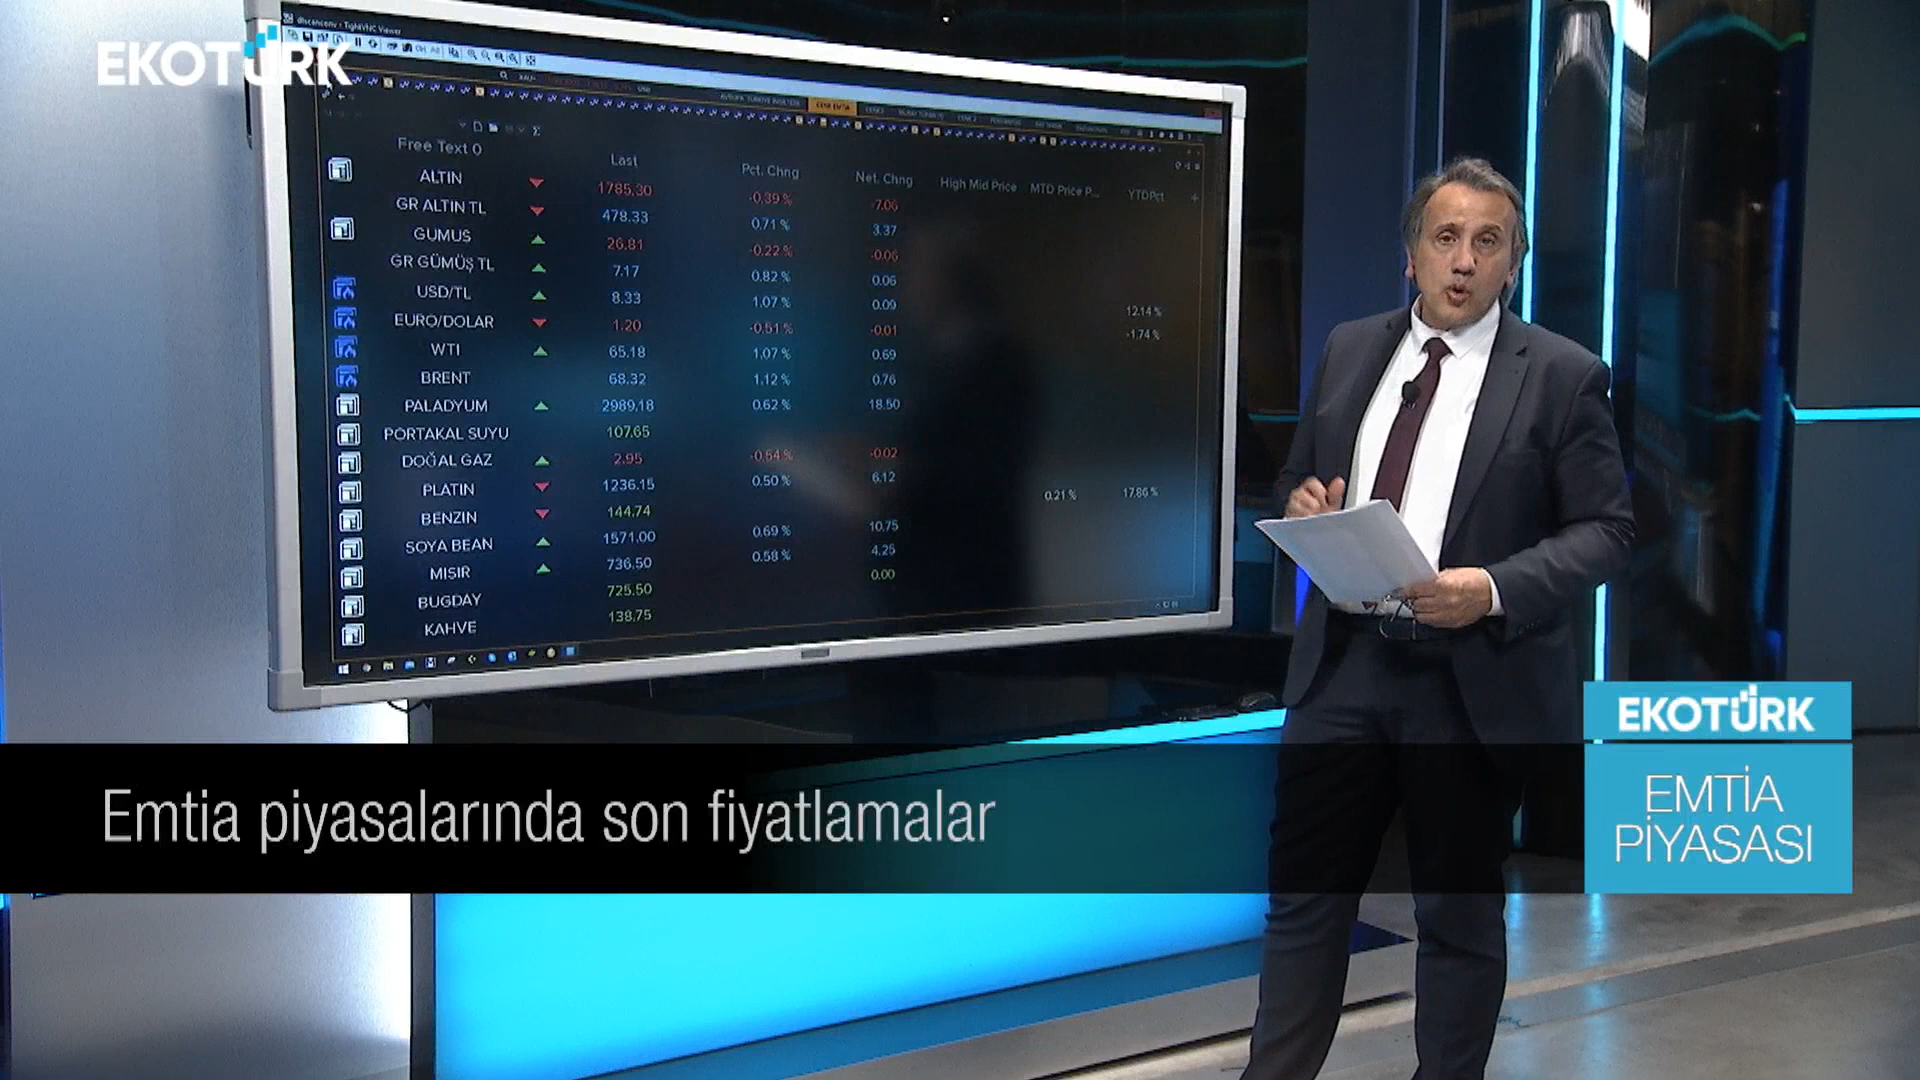 EKOTÜRK
dlscenconv - TightVNC Viewer
Free Text 0 Last Pct. Chng Net. Chng High Mid Price MTD Price P... YTDPct
ALTIN 1785.30 -0.39 % -7.06
GR ALTIN TL 478.33 0.71 % 3.37
GUMUS 26.81 -0.22 % -0.06
GR GÜMÜŞ TL 7.17 0.82 % 0.06
USD/TL 8.33 1.07 % 0.09 12.14 %
EURO/DOLAR 1.20 -0.51 % -0.01 -1.74 %
WTI 65.18 1.07 % 0.69
BRENT 68.32 1.12 % 0.76
PALADYUM 2989.18 0.62 % 18.50
PORTAKAL SUYU 107.65
DOĞAL GAZ 2.95 -0.54 % -0.02
PLATIN 1236.15 0.50 % 6.12 0.21 % 17.86 %
BENZIN 144.74
SOYA BEAN 1571.00 0.69 % 10.75
MISIR 736.50 0.58 % 4.25
BUGDAY 725.50 0.00
KAHVE 138.75
EKOTÜRK
Emtia piyasalarında son fiyatlamalar
EMTİA
PİYASASI